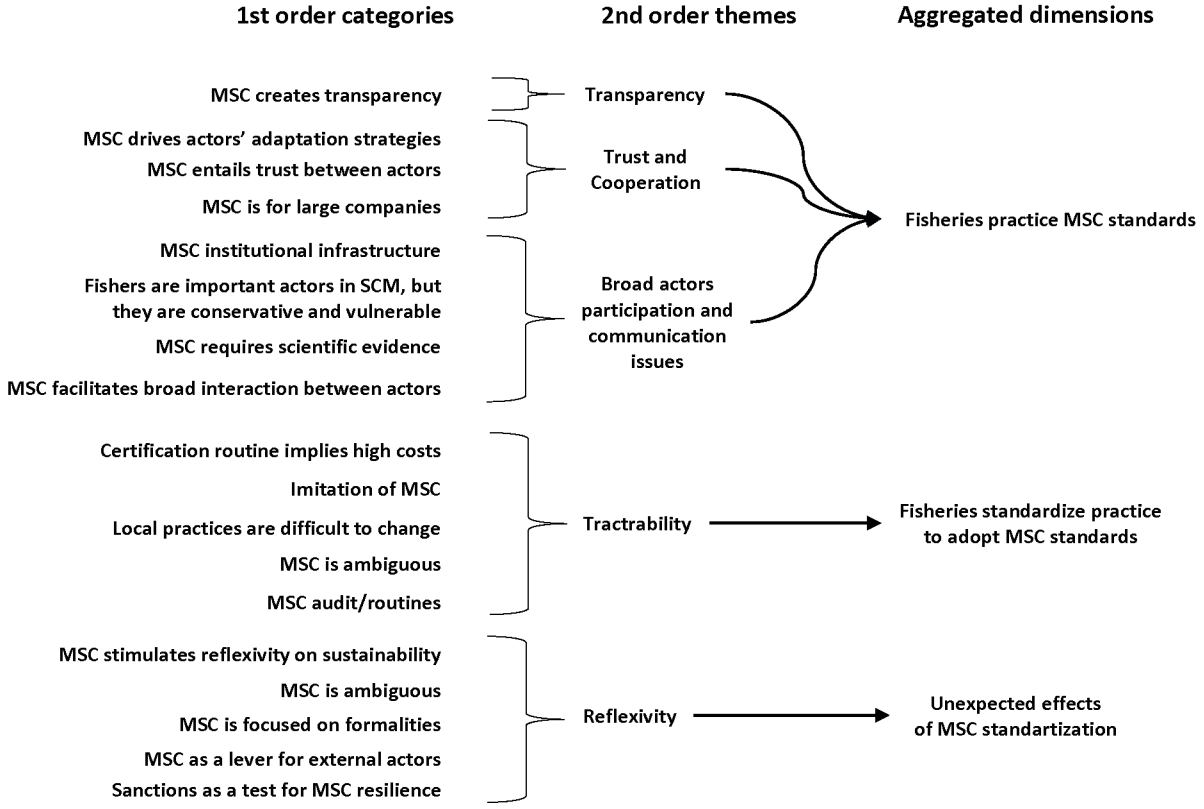 1st order categories
2nd order themes
Aggregated dimensions
MSC creates transparency
Transparency
MSC drives actors’ adaptation strategies
MSC entails trust between actors
MSC is for large companies
Trust and
Cooperation
Fisheries practice MSC standards
MSC institutional infrastructure
Fishers are important actors in SCM, but
they are conservative and vulnerable
MSC requires scientific evidence
MSC facilitates broad interaction between actors
Broad actors
participation and
communication
issues
Certification routine implies high costs
Imitation of MSC
Local practices are difficult to change
MSC is ambiguous
MSC audit/routines
Tractrability
Fisheries standardize practice
to adopt MSC standards
MSC stimulates reflexivity on sustainability
MSC is ambiguous
MSC is focused on formalities
MSC as a lever for external actors
Sanctions as a test for MSC resilience
Reflexivity
Unexpected effects
of MSC standartization